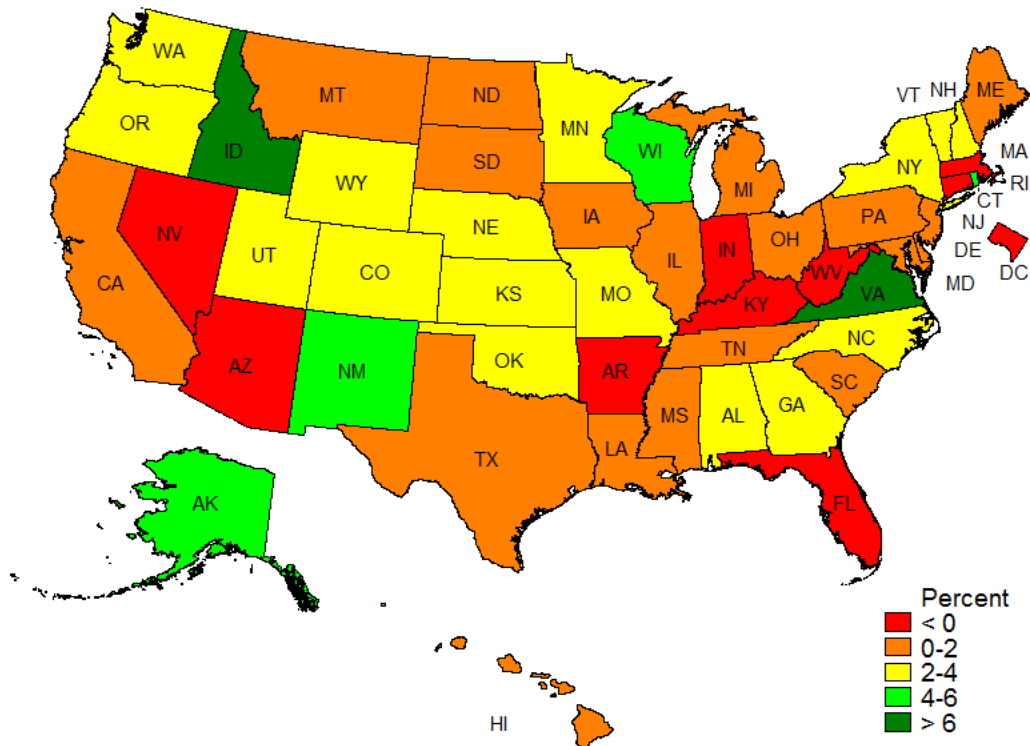 WA
VT
NH
ME
MT
ND
OR
MN
MA
ID
WI
NY
RI
SD
WY
MI
CT
PA
NJ
IA
NE
OH
DE
NV
IN
UT
IL
DC
CA
CO
WV
MD
KS
MO
VA
KY
NC
TN
OK
AZ
NM
AR
SC
GA
MS
AL
LA
TX
AK
FL
Percent
< 0
0-2
2-4
4-6
> 6
HI